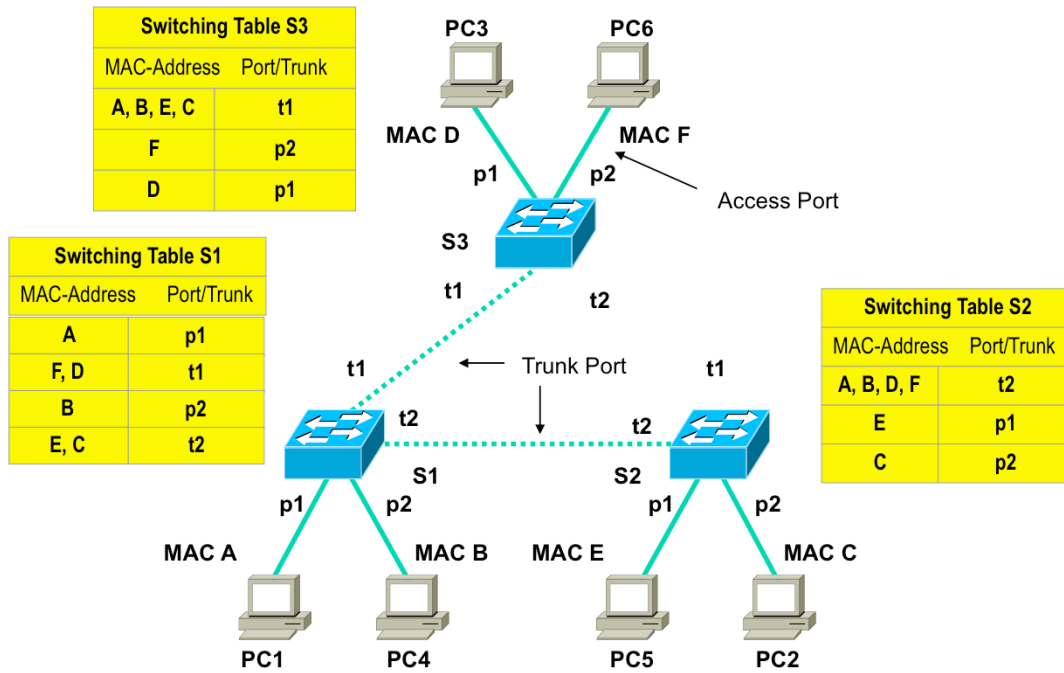 Switching Table S3
MAC-Address Port/Trunk
A, B, E, C t1
F p2
D p1
PC3 PC6
MAC D MAC F
p1 p2
Access Port
S3
t1 t2
Switching Table S1
MAC-Address Port/Trunk
A p1
F, D t1
B p2
E, C t2
Trunk Port
Switching Table S2
MAC-Address Port/Trunk
A, B, D, F t2
E p1
C p2
t1 t1
t2 t2
S1 S2
p1 p2 p1 p2
MAC A MAC B MAC E MAC C
PC1 PC4 PC5 PC2